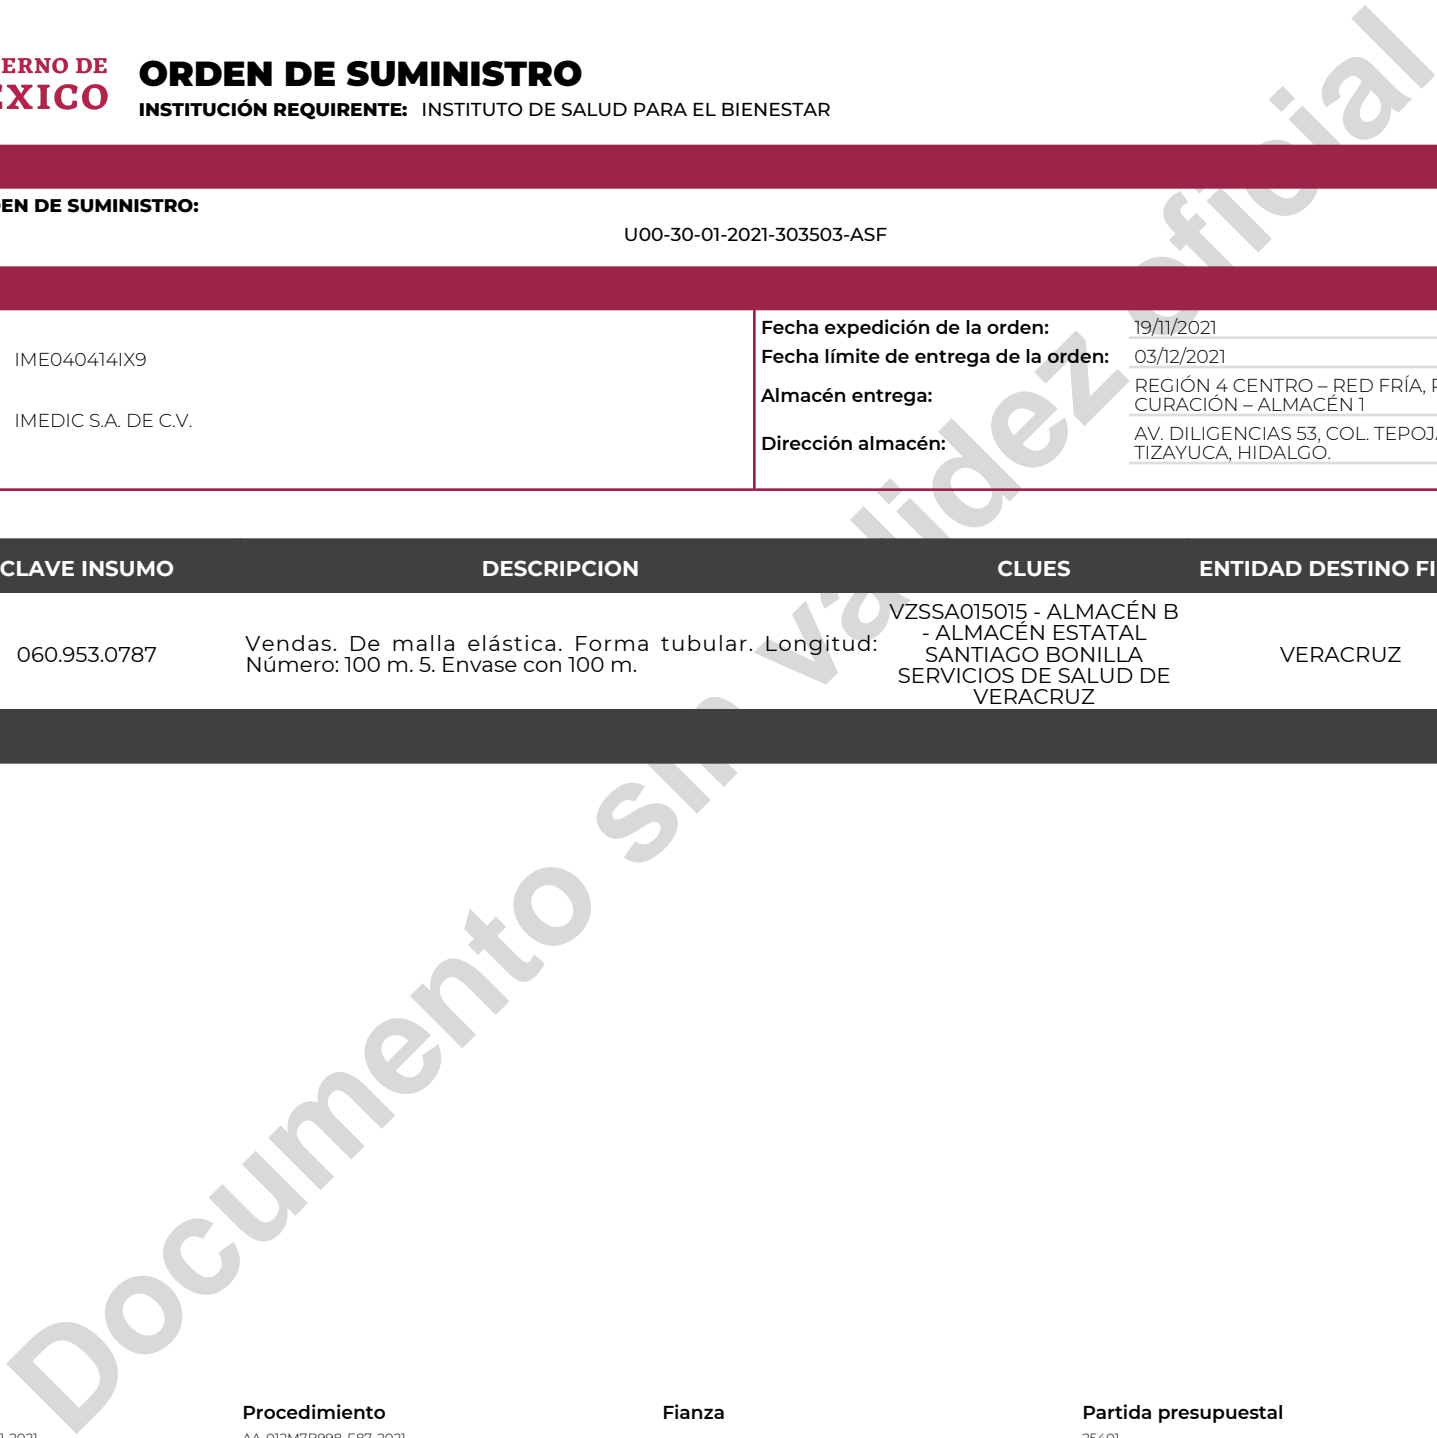 ERNO DE
EXICO
ORDEN DE SUMINISTRO
INSTITUCIÓN REQUIRENTE: INSTITUTO DE SALUD PARA EL BIENESTAR
EN DE SUMINISTRO:
U00-30-01-2021-303503-ASF
IME040414IX9
IMEDIC S.A. DE C.V.
Fecha expedición de la orden: 19/11/2021
Fecha límite de entrega de la orden: 03/12/2021
Almacén entrega: REGIÓN 4 CENTRO – RED FRÍA,
CURACIÓN – ALMACÉN 1
Dirección almacén: AV. DILIGENCIAS 53, COL. TEPOJ
TIZAYUCA, HIDALGO.
CLAVE INSUMO DESCRIPCION CLUES ENTIDAD DESTINO FI
060.953.0787
Vendas. De malla elástica. Forma tubular. Longitud:
Número: 100 m. 5. Envase con 100 m.
VZSSA015015 - ALMACÉN B
- ALMACÉN ESTATAL
SANTIAGO BONILLA
SERVICIOS DE SALUD DE
VERACRUZ
VERACRUZ
Documento sin validez oficial
Procedimiento Fianza Partida presupuestal